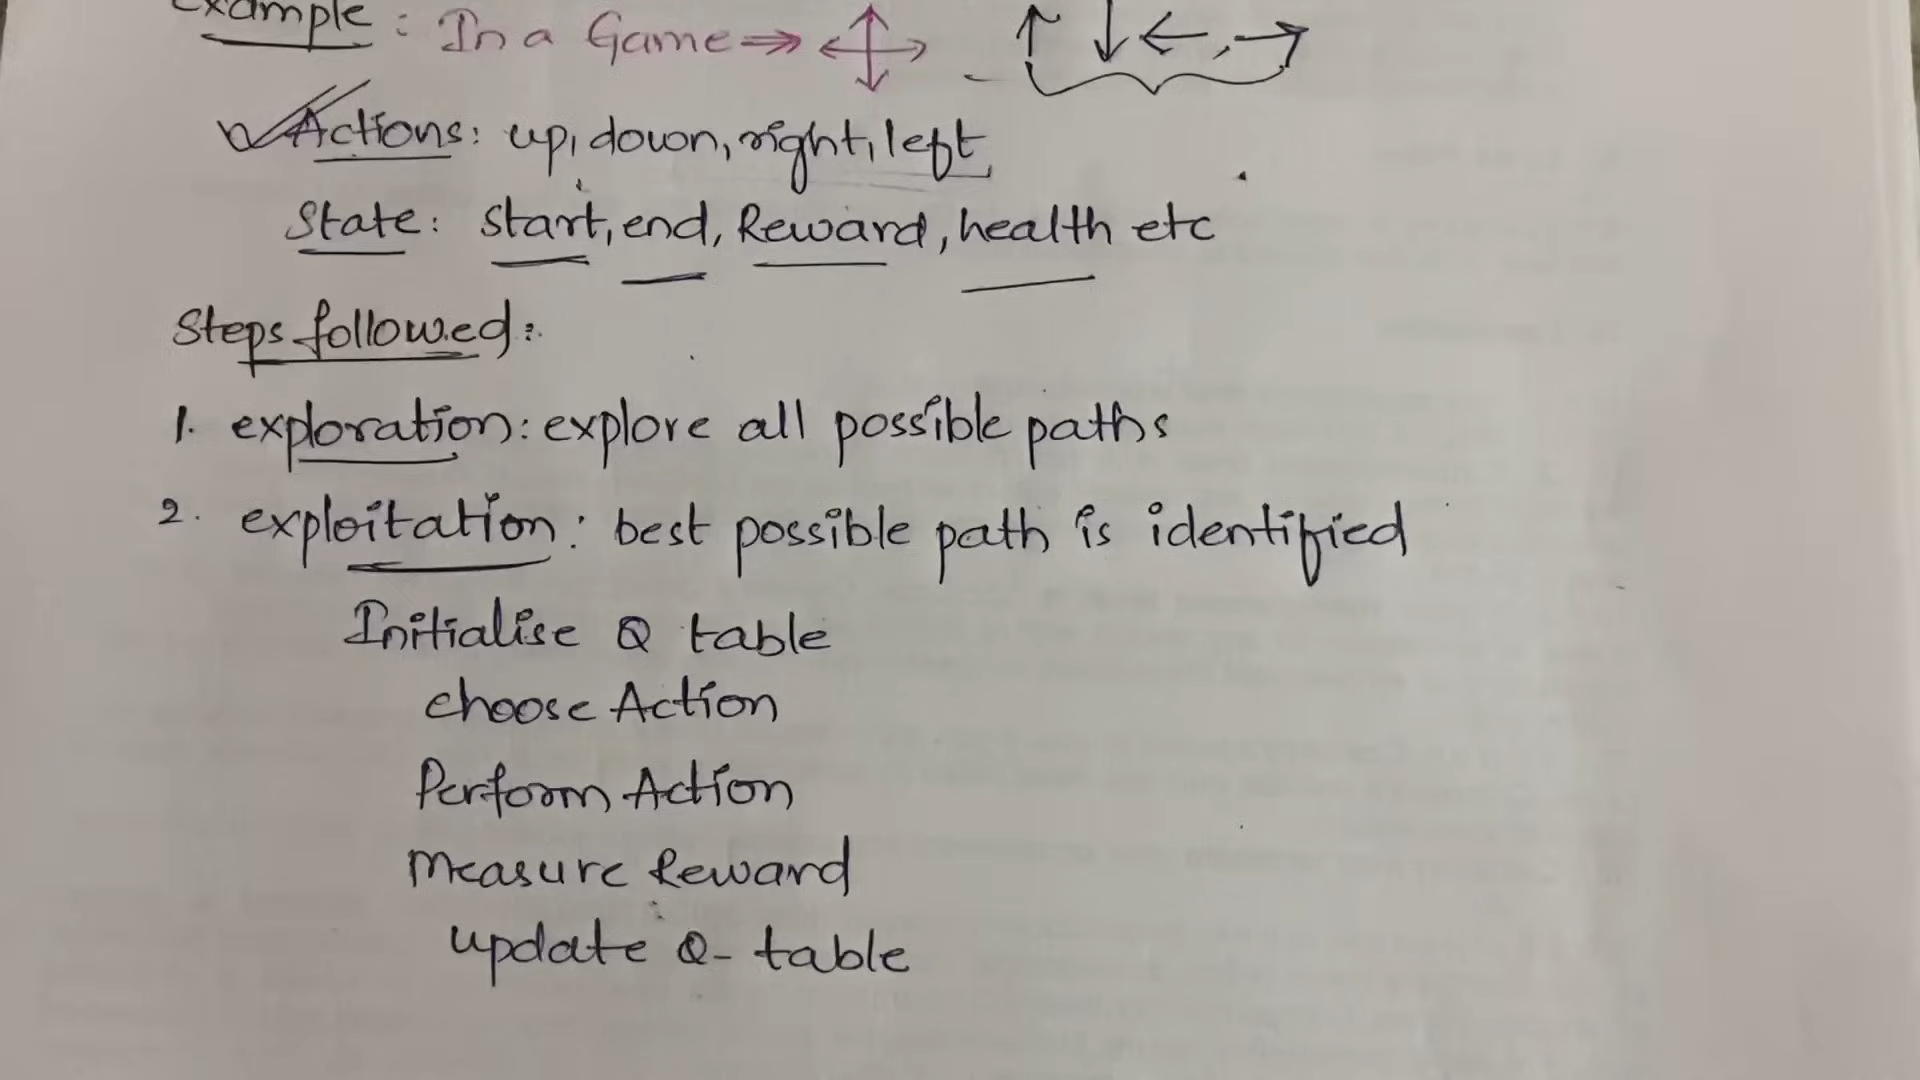 Example: In a Game ⇒ ↑ ↓ ←, →
Actions: up, down, right, left
State: start, end, Reward, health etc
Steps followed:
1. exploration: explore all possible paths
2. exploitation: best possible path is identified
Initialise Q table
choose Action
Perform Action
Measure Reward
update Q-table